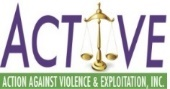 ACTIVE
ACTION AGAINST VIOLENCE & EXPLOITATION, INC.